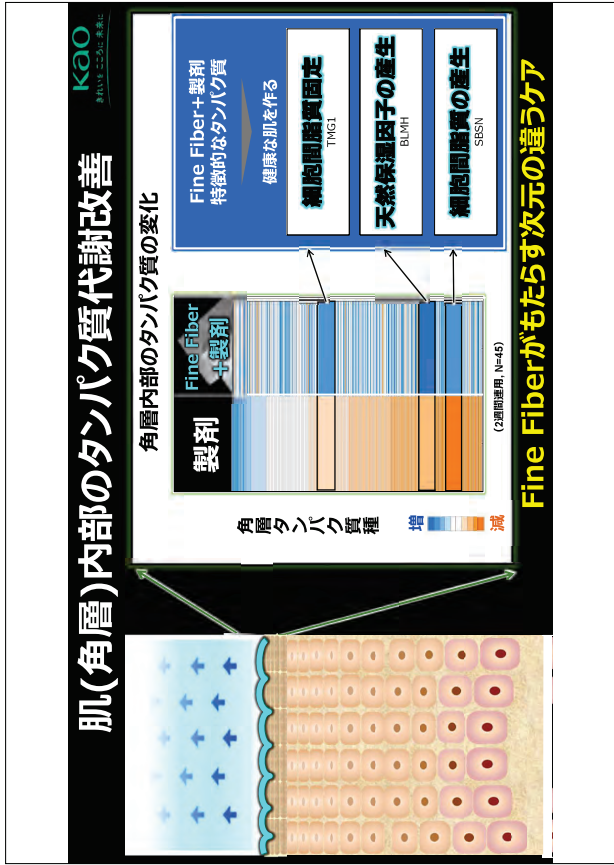 肌(角層)内部のタンパク質代謝改善
kao
きれいを こころに 未来に
角層内部のタンパク質の変化
製剤
Fine Fiber
+製剤
角層タンパク質種
増
減
(2週間連用, N=45)
Fine Fiber+製剤
特徴的なタンパク質
健康な肌を作る
細胞間脂質固定
TMG1
天然保湿因子の産生
BLMH
細胞間脂質の産生
SBSN
Fine Fiberがもたらす次元の違うケア